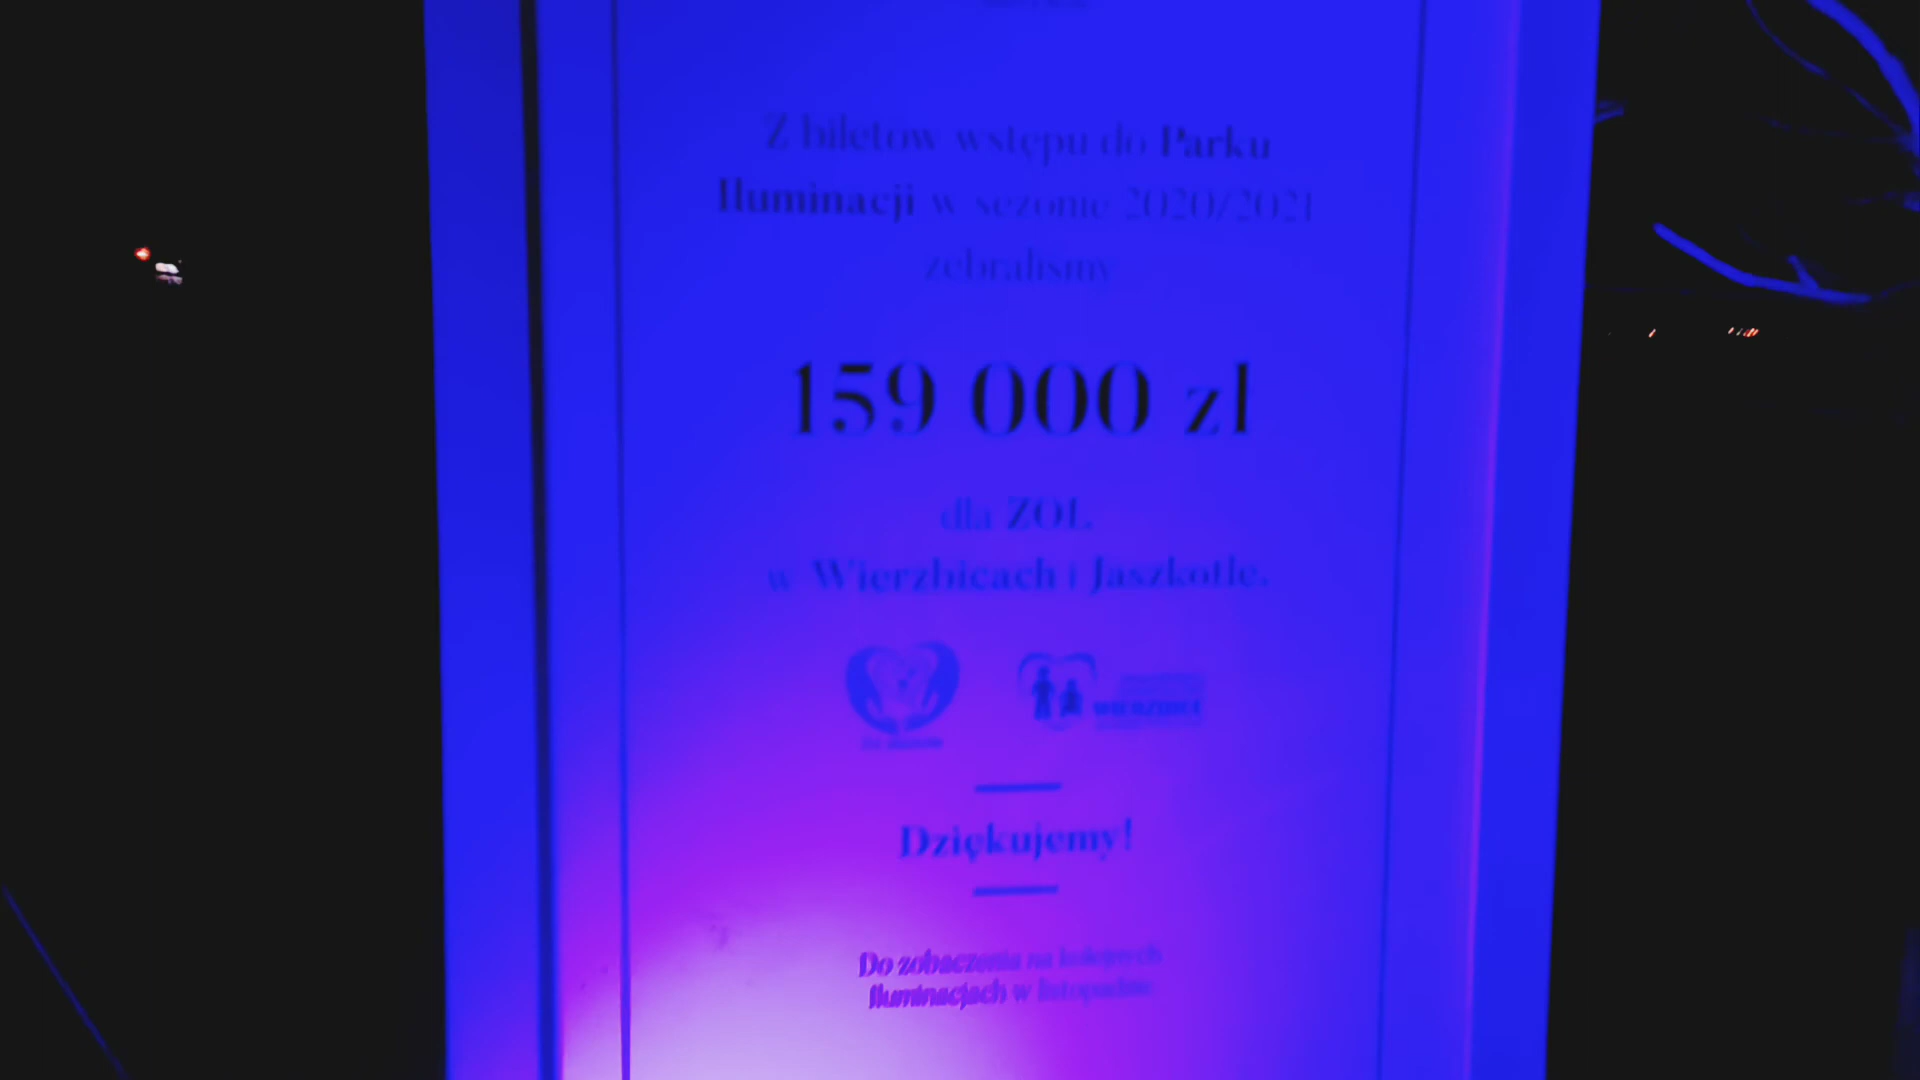 Z biletów wstępu do Parku
Iluminacji w sezonie 2020/2021
zebraliśmy
159 000 zł
dla ZOL
w Wierzbicach i Jaszkotle.
WIERZBICE
Dziękujemy!
Do zobaczenia na kolejnych
Iluminacjach w listopadzie